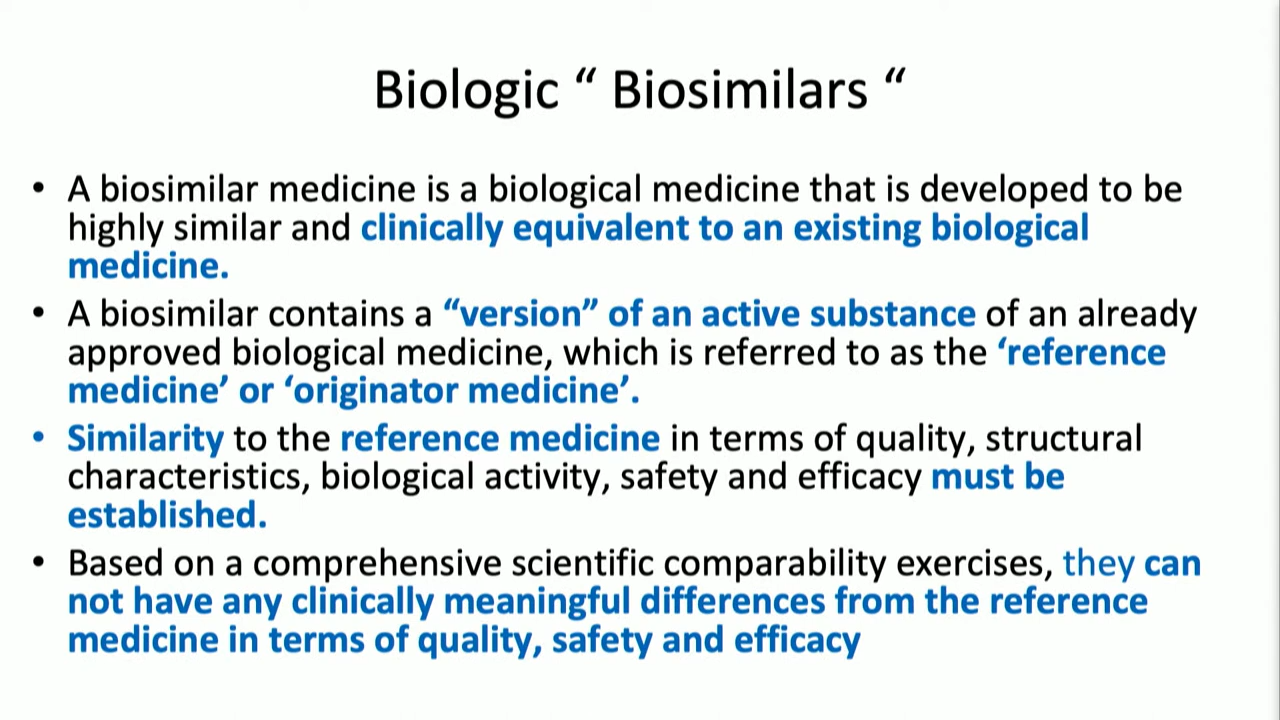 Biologic “ Biosimilars “
• A biosimilar medicine is a biological medicine that is developed to be
highly similar and clinically equivalent to an existing biological
medicine.
• A biosimilar contains a “version” of an active substance of an already
approved biological medicine, which is referred to as the ‘reference
medicine’ or ‘originator medicine’.
• Similarity to the reference medicine in terms of quality, structural
characteristics, biological activity, safety and efficacy must be
established.
• Based on a comprehensive scientific comparability exercises, they can
not have any clinically meaningful differences from the reference
medicine in terms of quality, safety and efficacy